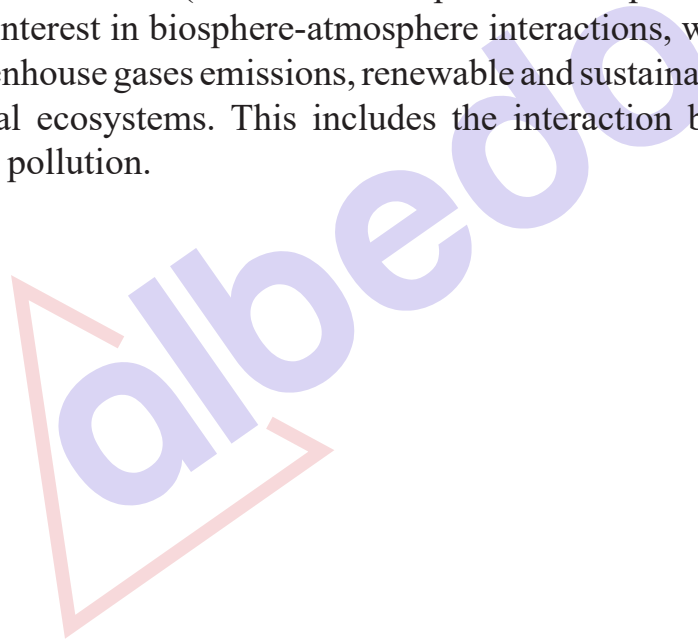 nterest in biosphere-atmosphere interactions, w
enhouse gases emissions, renewable and sustaina
al ecosystems. This includes the interaction b
pollution.
albedo